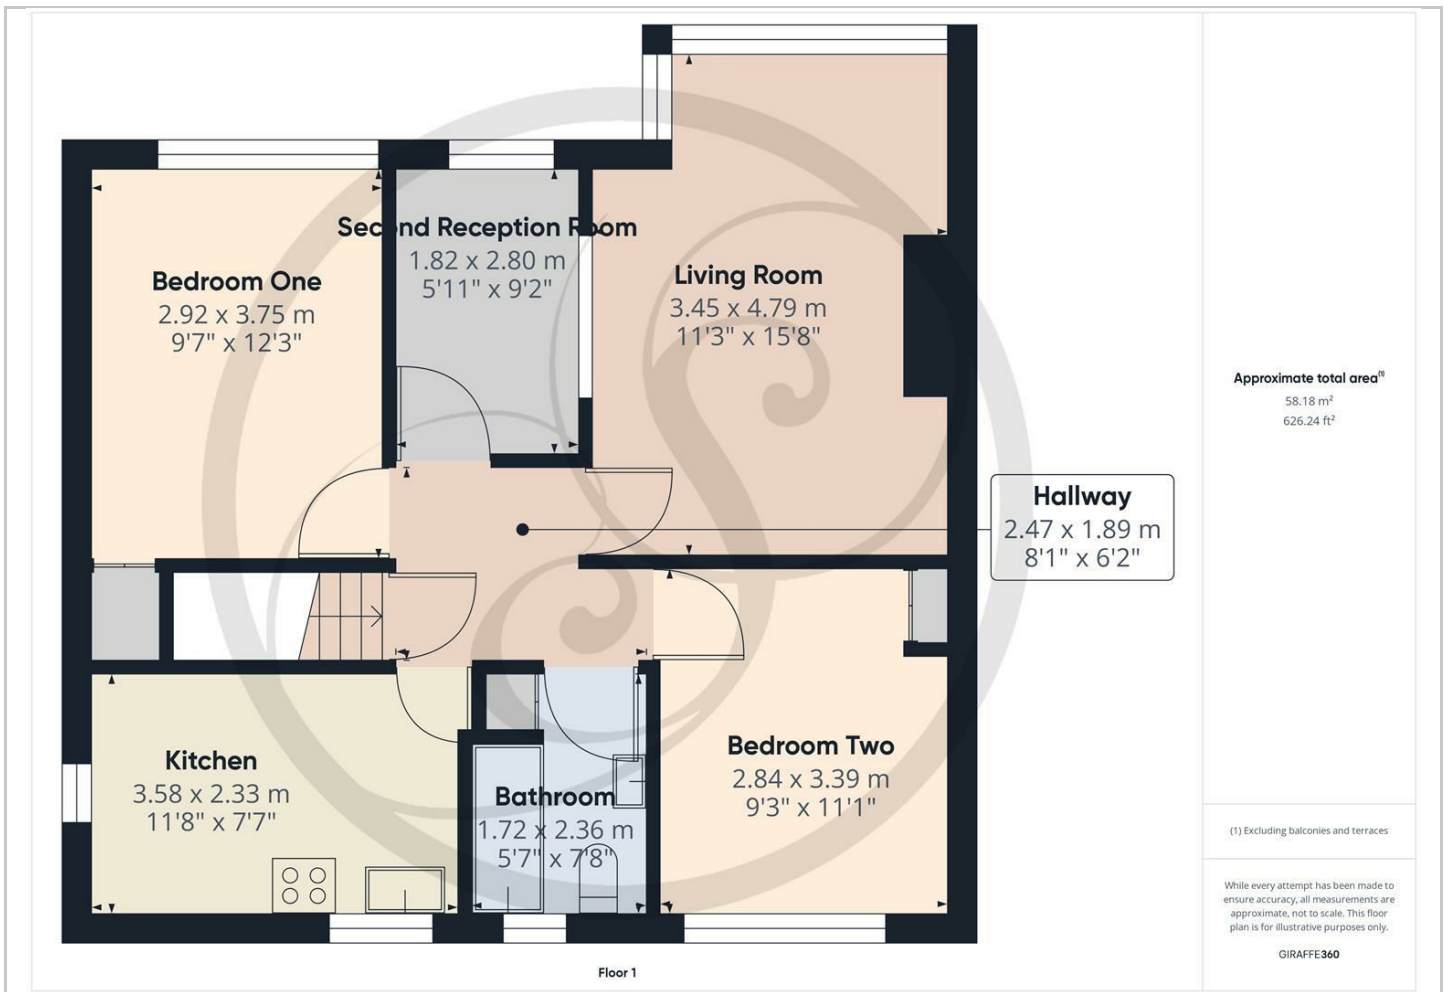 Second Reception Room
1.82 x 2.80 m
5'11" x 9'2"
Bedroom One
2.92 x 3.75 m
9'7" x 12'3"
Living Room
3.45 x 4.79 m
11'3" x 15'8"
Hallway
2.47 x 1.89 m
8'1" x 6'2"
Kitchen
3.58 x 2.33 m
11'8" x 7'7"
Bathroom
1.72 x 2.36 m
5'7" x 7'8"
Bedroom Two
2.84 x 3.39 m
9'3" x 11'1"
Floor 1
Approximate total area(1)
58.18 m²
626.24 ft²
(1) Excluding balconies and terraces
While every attempt has been made to
ensure accuracy, all measurements are
approximate, not to scale. This floor
plan is for illustrative purposes only.
GIRAFFE360